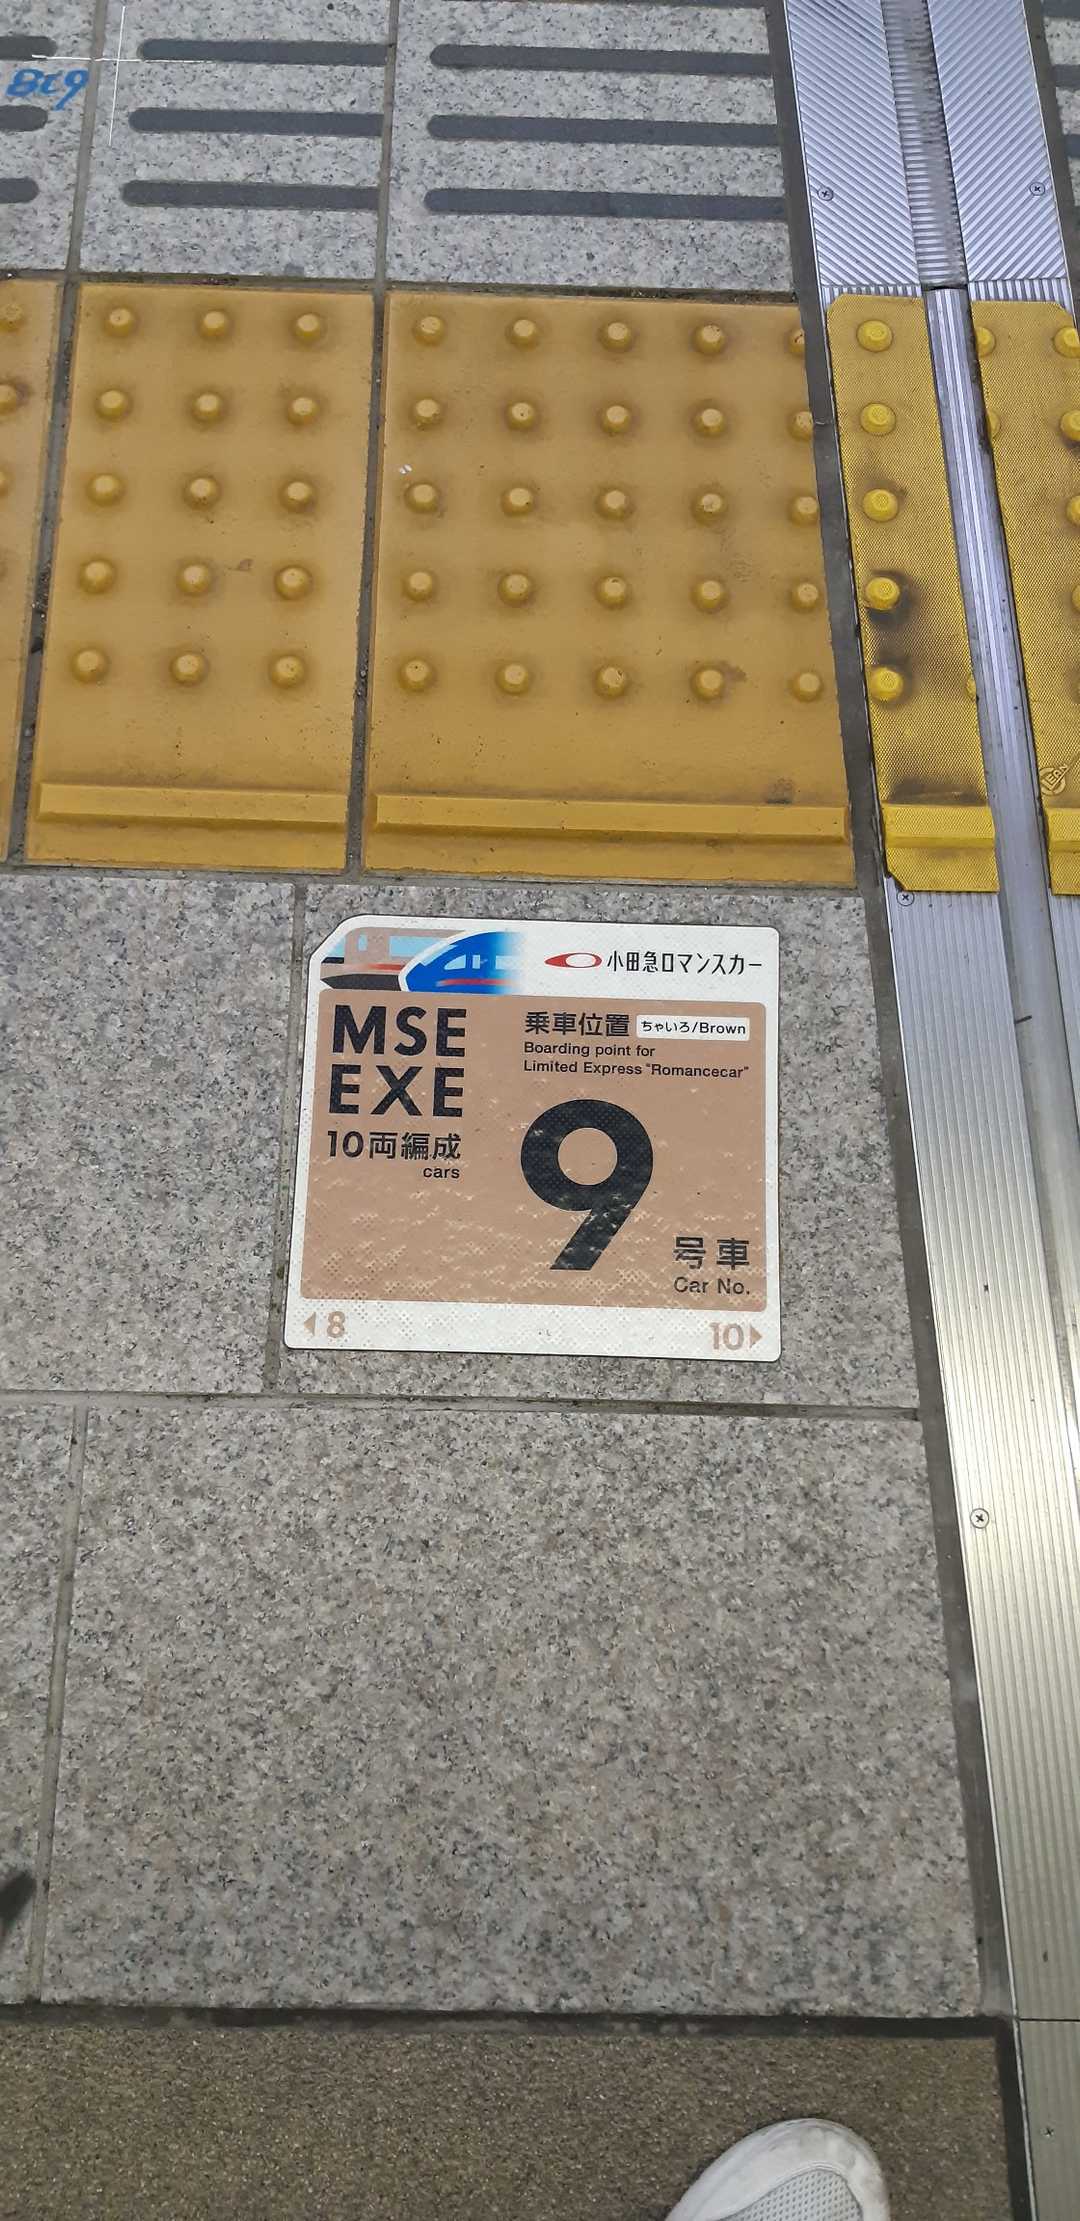 Bc9
小田急ロマンスカー
MSE
EXE
10両編成
cars
乗車位置 ちゃいろ/Brown
Boarding point for
Limited Express "Romancecar"
9
号車
Car No.
8
10